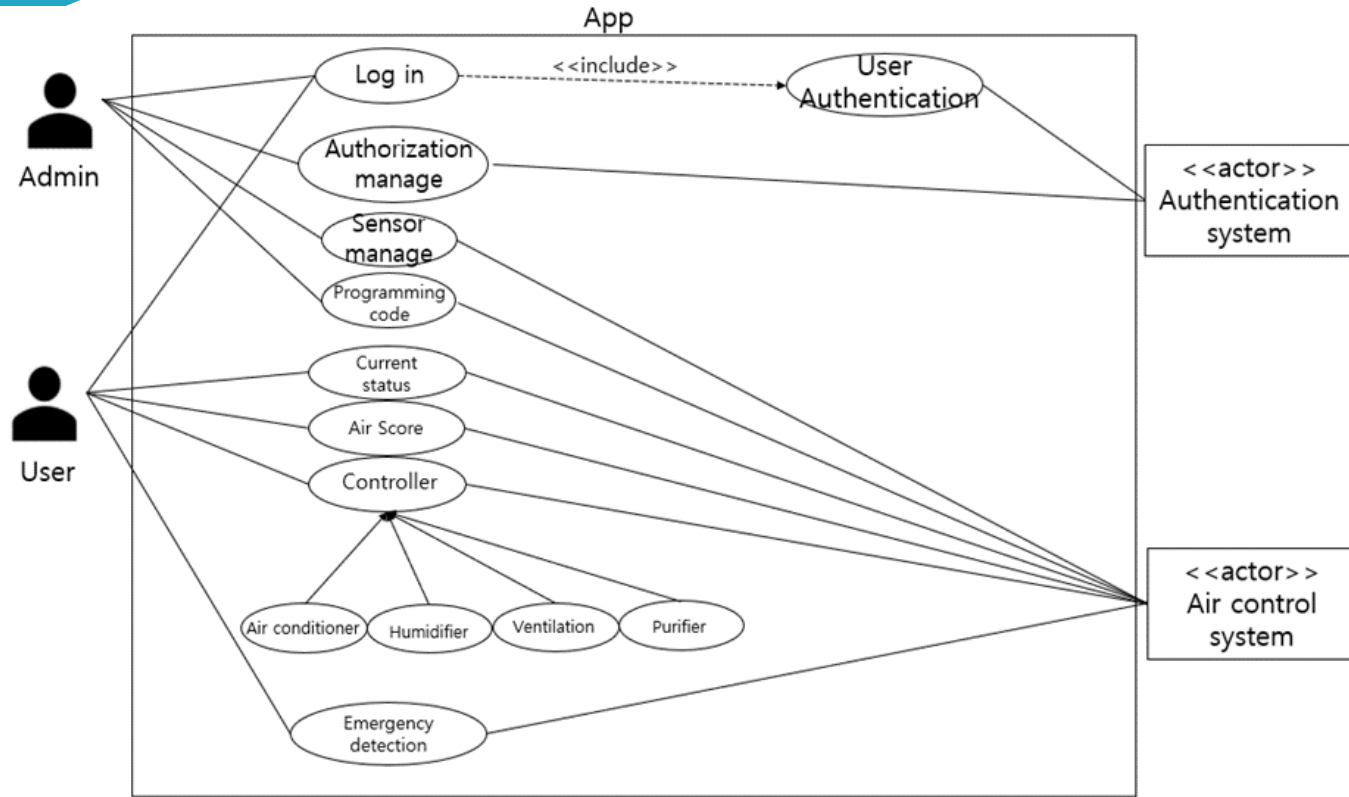 App
Log in
<<include>>
User
Authentication
Admin
Authorization
manage
<<actor>>
Authentication
system
Sensor
manage
Programming
code
Current
status
Air Score
User
Controller
<<actor>>
Air control
system
Air conditioner
Humidifier
Ventilation
Purifier
Emergency
detection